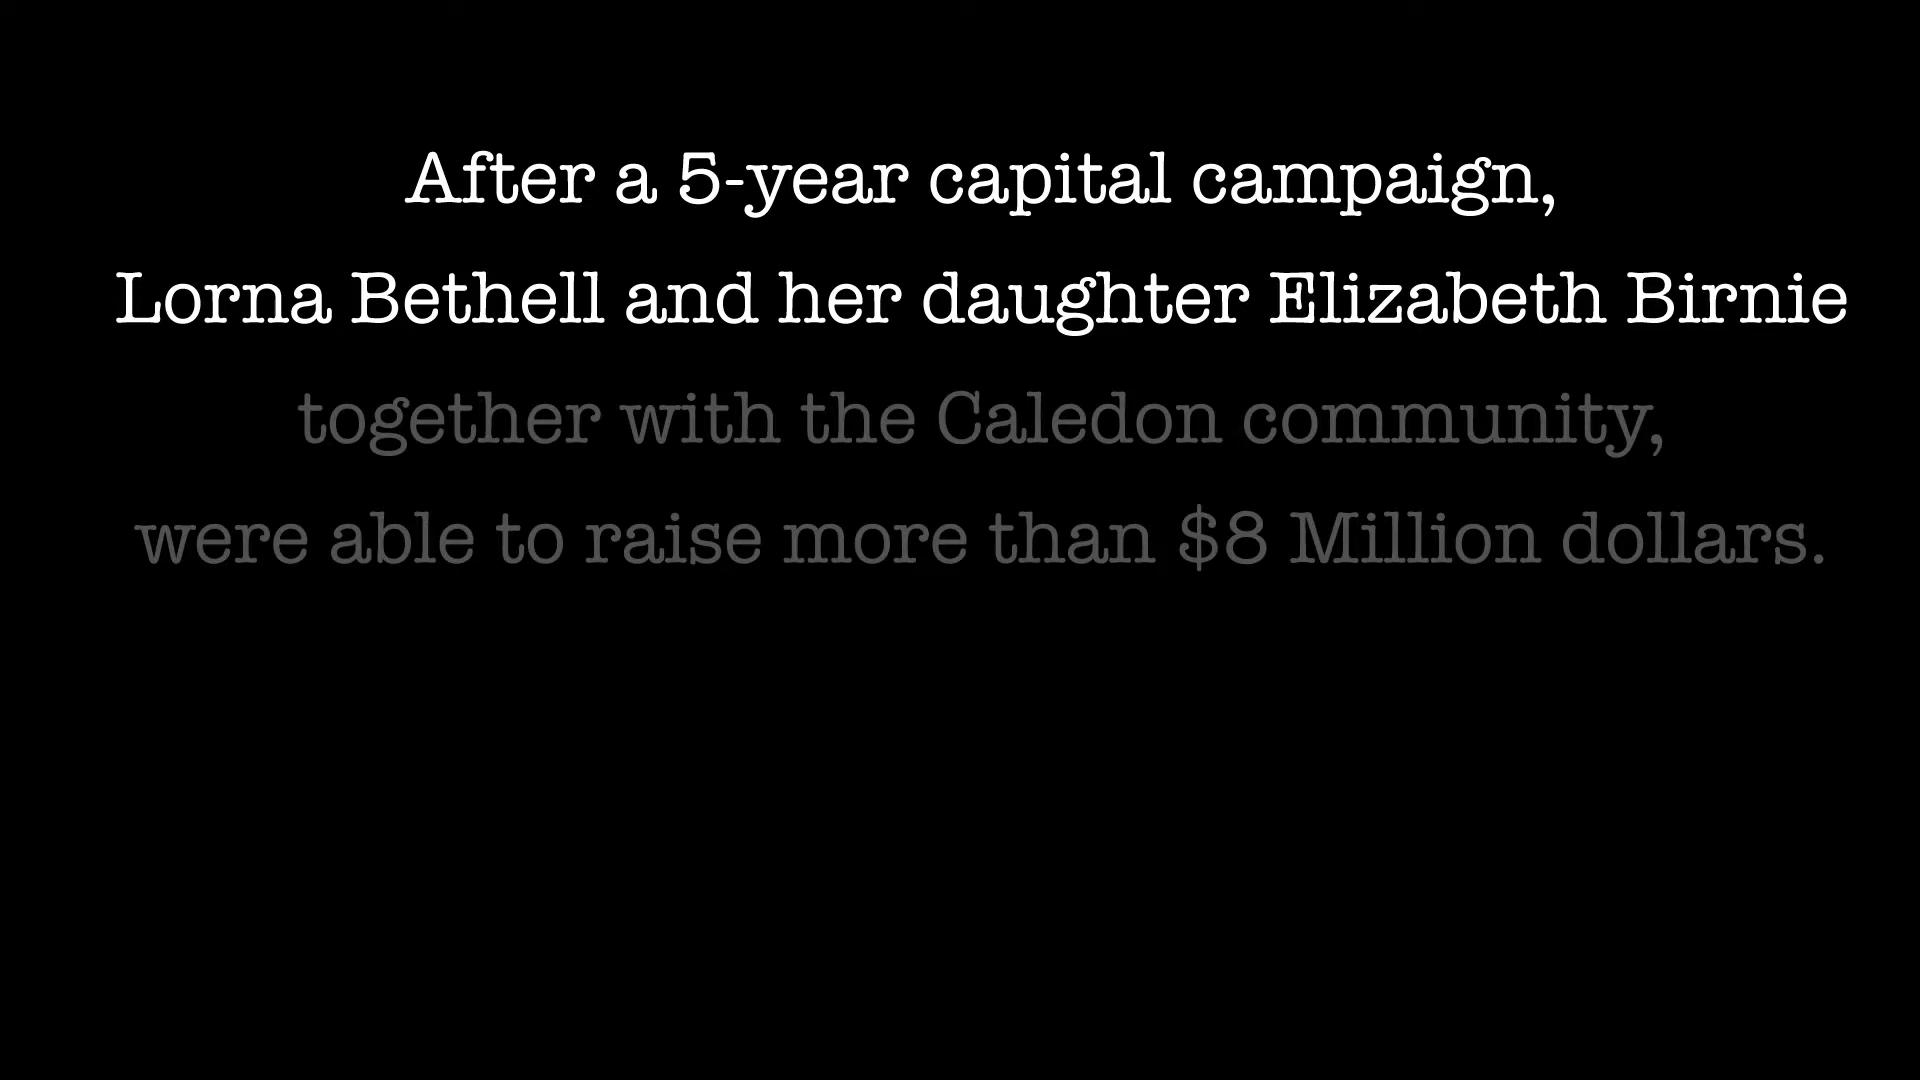 After a 5-year capital campaign,
Lorna Bethell and her daughter Elizabeth Birnie
together with the Caledon community,
were able to raise more than $8 Million dollars.